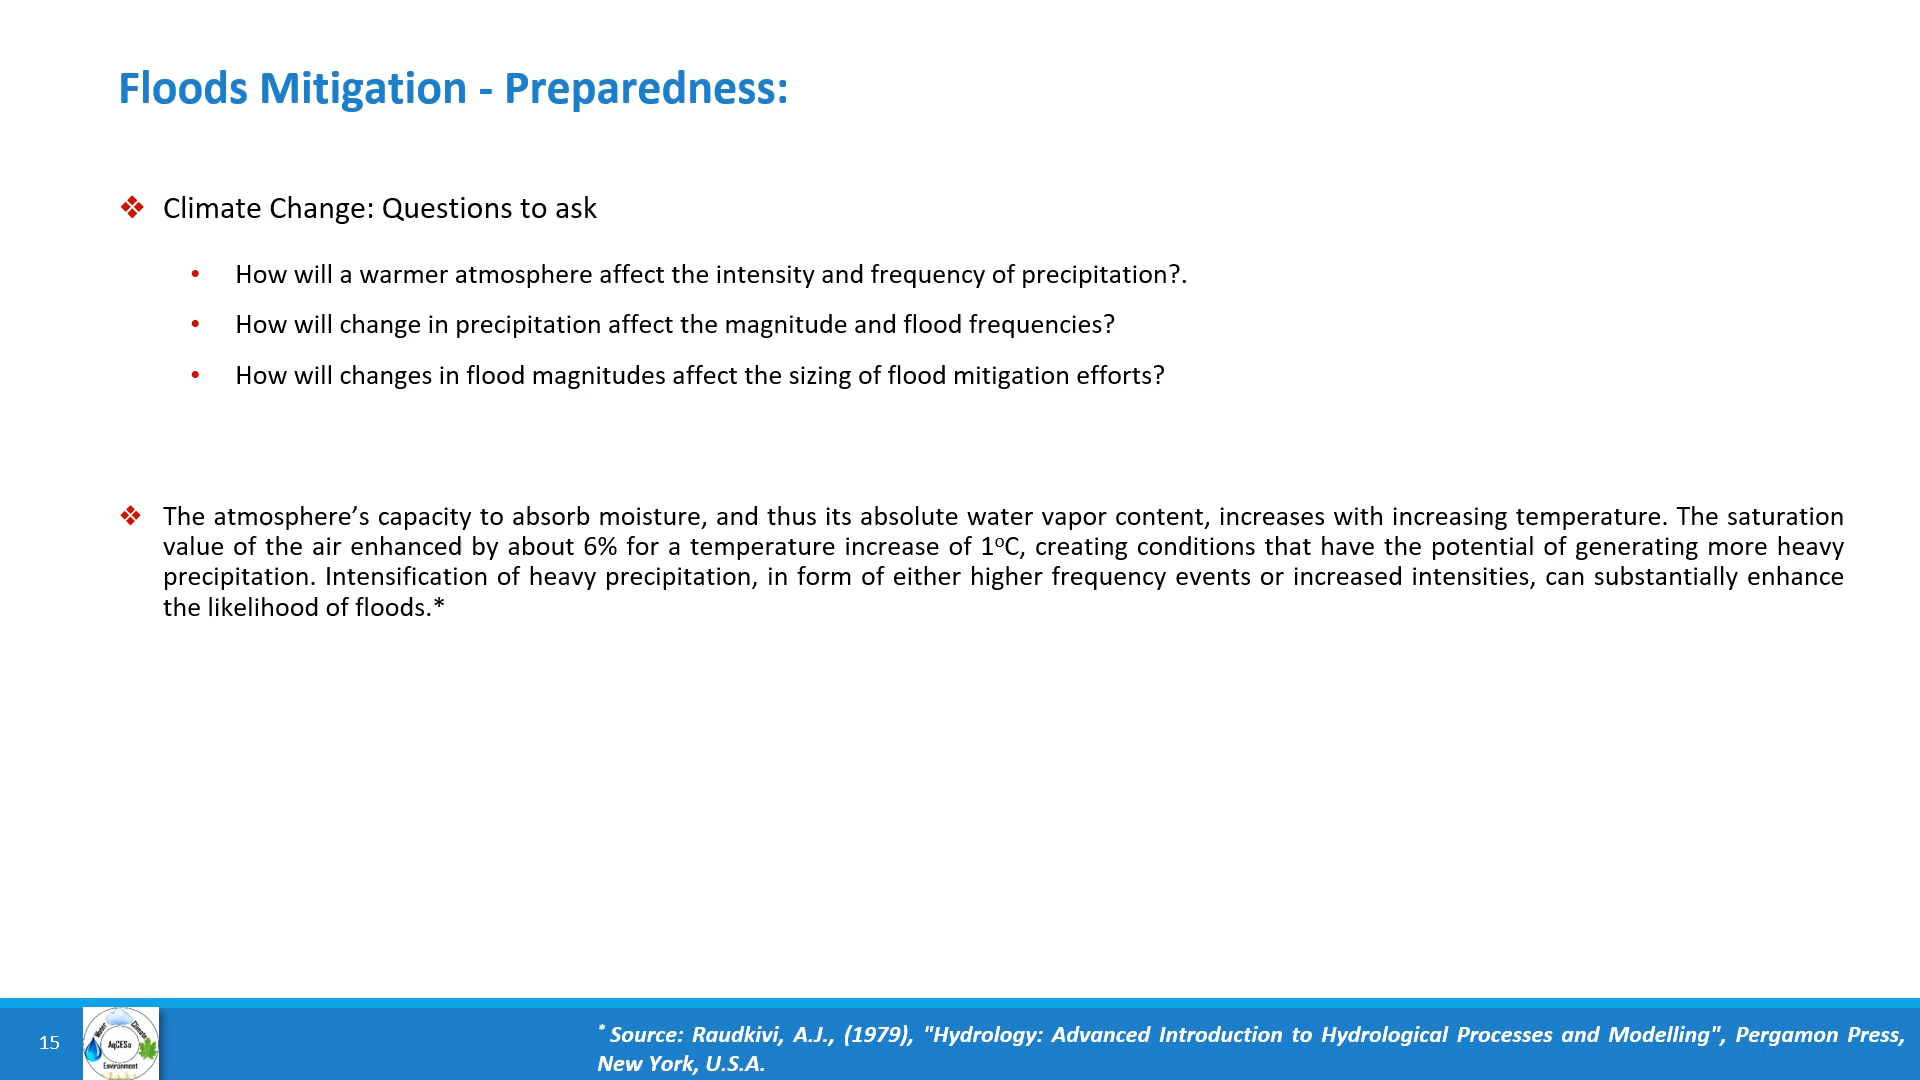 Floods Mitigation - Preparedness:
❖ Climate Change: Questions to ask
• How will a warmer atmosphere affect the intensity and frequency of precipitation?.
• How will change in precipitation affect the magnitude and flood frequencies?
• How will changes in flood magnitudes affect the sizing of flood mitigation efforts?
❖ The atmosphere’s capacity to absorb moisture, and thus its absolute water vapor content, increases with increasing temperature. The saturation
value of the air enhanced by about 6% for a temperature increase of 1ºC, creating conditions that have the potential of generating more heavy
precipitation. Intensification of heavy precipitation, in form of either higher frequency events or increased intensities, can substantially enhance
the likelihood of floods.*
15
Water
Climate
AqCESo
Environment
* Source: Raudkivi, A.J., (1979), "Hydrology: Advanced Introduction to Hydrological Processes and Modelling", Pergamon Press,
New York, U.S.A.